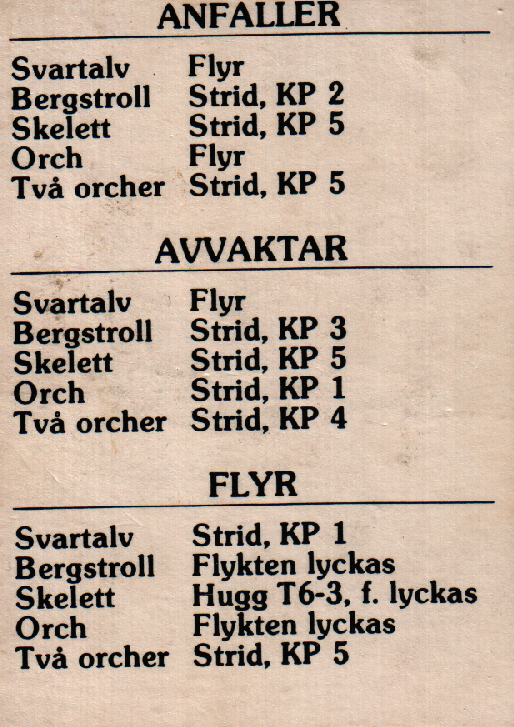 ANFALLER
Svartalv Flyr
Bergstroll Strid, KP 2
Skelett Strid, KP 5
Orch Flyr
Två orcher Strid, KP 5
AVVAKTAR
Svartalv Flyr
Bergstroll Strid, KP 3
Skelett Strid, KP 5
Orch Strid, KP 1
Två orcher Strid, KP 4
FLYR
Svartalv Strid, KP 1
Bergstroll Flykten lyckas
Skelett Hugg T6-3, f. lyckas
Orch Flykten lyckas
Två orcher Strid, KP 5